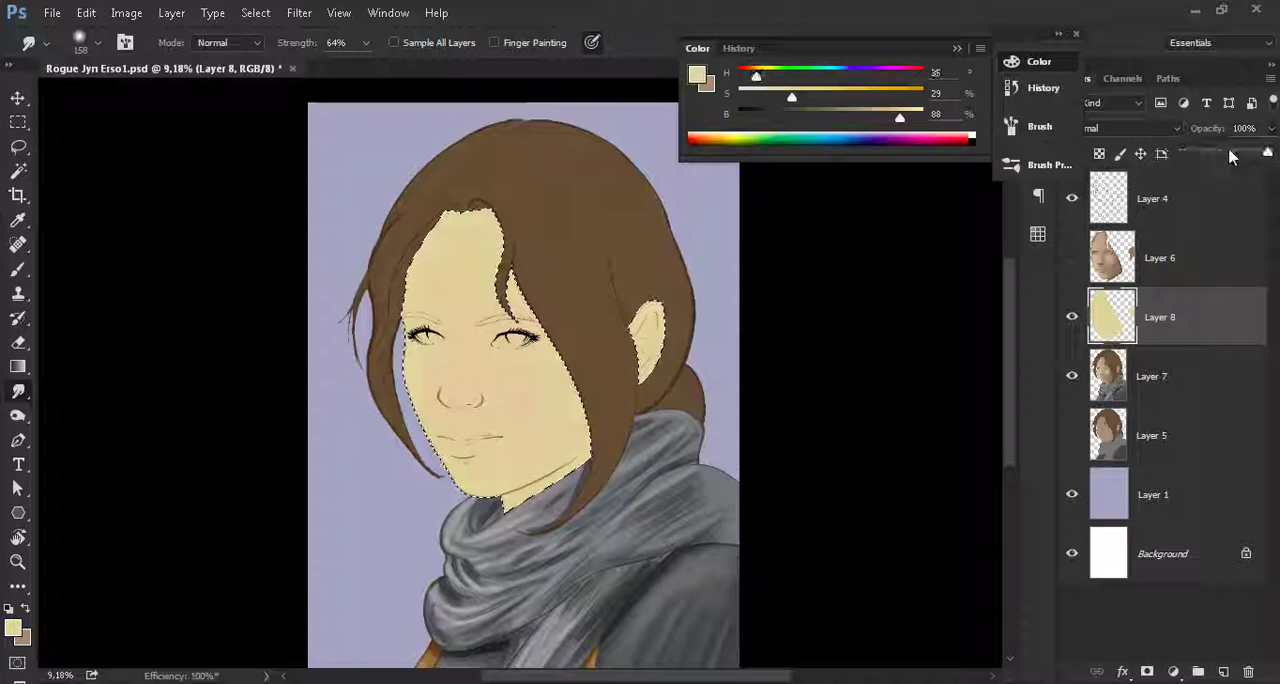 Ps File Edit Image Layer Type Select Filter View Window Help
158 Mode: Normal Strength: 64% Sample All Layers Finger Painting Essentials
Rogue Jyn Erso1.psd @ 9,18% (Layer 8, RGB/8) *
Color History
H 35 °
S 29 %
B 88 %
Color
History
Brush
Brush Pr...
Channels Paths
Kind
mal Opacity: 100%
Layer 4
Layer 6
Layer 8
Layer 7
Layer 5
Layer 1
Background
9,18% Efficiency: 100%*